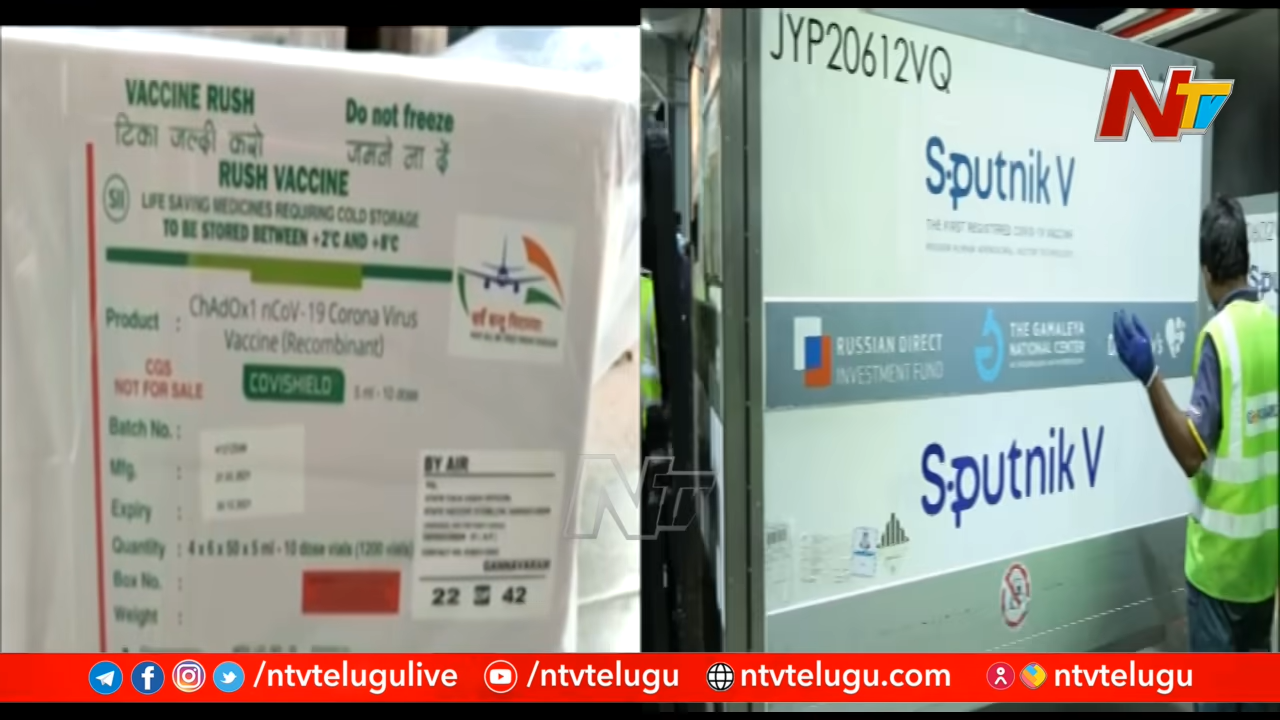 VACCINE RUSH
टिका जल्दी करो
Do not freeze
जमने ना दें
RUSH VACCINE
SII
LIFE SAVING MEDICINES REQUIRING COLD STORAGE
TO BE STORED BETWEEN +2°C AND +8°C
Product :
ChAdOx1 nCoV-19 Corona Virus
Vaccine (Recombinant)
CGS
NOT FOR SALE
COVISHIELD
5 ml - 10 dose
Batch No. :
Mfg. :
Expiry :
Quantity : 4 x 6 x 50 x 5 ml - 10 dose vials (1200 vials)
Box No. :
Weight :
BY AIR
GANNAVARAM
22 OF 42
JYP20612VQ
NTV
Sputnik V
THE FIRST REGISTERED COVID-19 VACCINE
RUSSIAN DIRECT
INVESTMENT FUND
THE GAMALEYA
NATIONAL CENTER
Sputnik V
NTV
/ntvtelugulive
/ntvtelugu
ntvtelugu.com
ntvtelugu